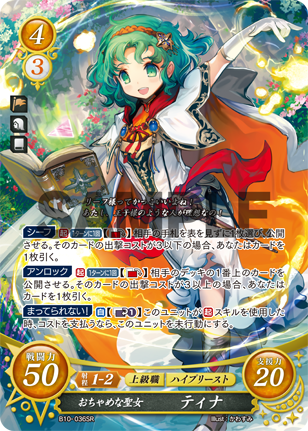 4
3
リーフ様ってかっこいいよね!
あたし、王子様のような人が理想なの!
シーフ 起 1ターンに1回 相手の手札を表を見ずに1枚選び、公開
させる。そのカードの出撃コストが3以下の場合、あなたはカードを
1枚引く。
アンロック 起 1ターンに1回 相手のデッキの1番上のカードを
公開させる。そのカードの出撃コストが3以上の場合、あなたはカードを
1枚引く。
まってられない! 自 このユニットが起スキルを使用した
時、コストを支払うなら、このユニットを未行動にする。
戦闘力
50
射程 1-2 上級職 ハイプリースト
支援力
20
おちゃめな聖女 ティナ
B10-036SR
Illust:かわすみ